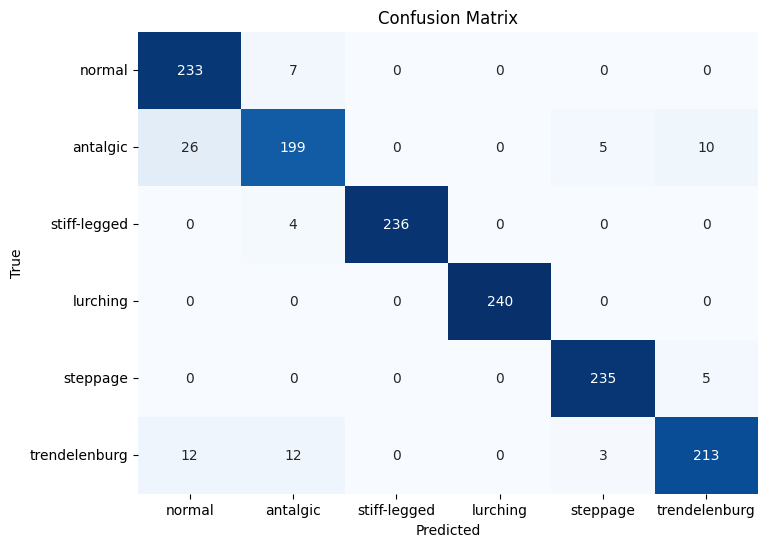 Confusion Matrix
normal 233 7 0 0 0 0
antalgic 26 199 0 0 5 10
stiff-legged 0 4 236 0 0 0
lurching 0 0 0 240 0 0
steppage 0 0 0 0 235 5
trendelenburg 12 12 0 0 3 213
True
normal antalgic stiff-legged lurching steppage trendelenburg
Predicted